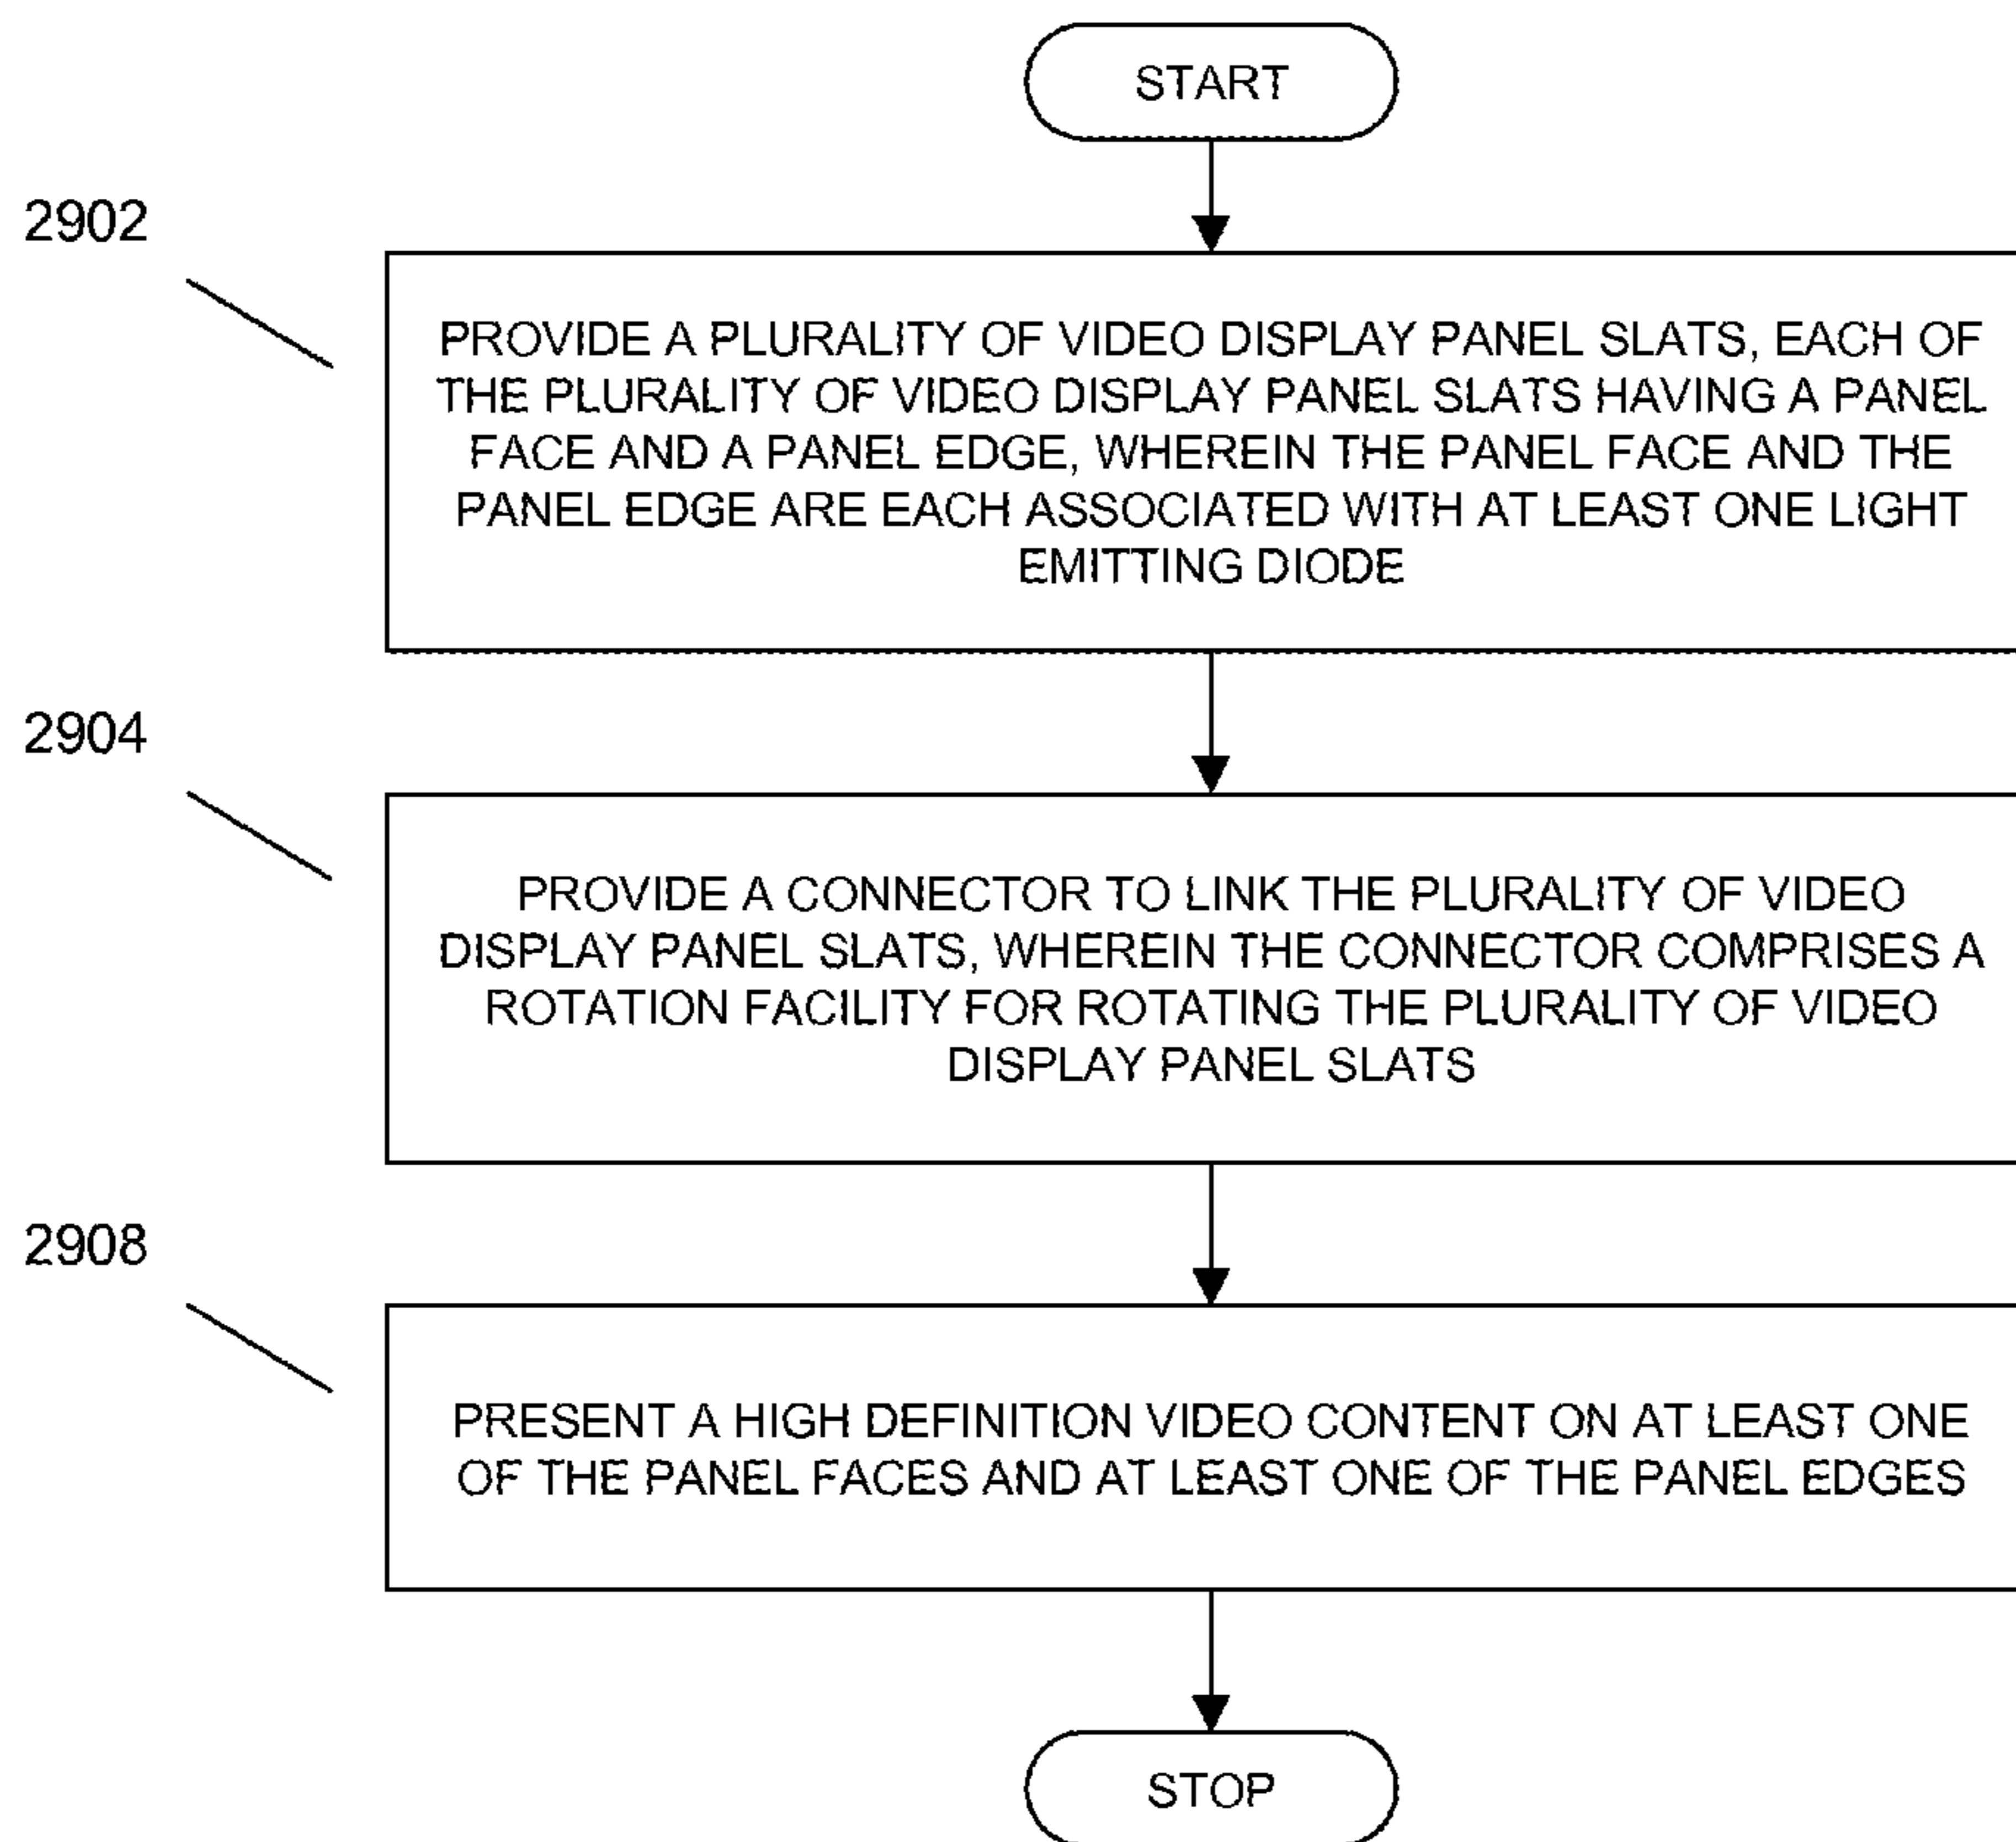 START
2902
PROVIDE A PLURALITY OF VIDEO DISPLAY PANEL SLATS, EACH OF
THE PLURALITY OF VIDEO DISPLAY PANEL SLATS HAVING A PANEL
FACE AND A PANEL EDGE, WHEREIN THE PANEL FACE AND THE
PANEL EDGE ARE EACH ASSOCIATED WITH AT LEAST ONE LIGHT
EMITTING DIODE
2904
PROVIDE A CONNECTOR TO LINK THE PLURALITY OF VIDEO
DISPLAY PANEL SLATS, WHEREIN THE CONNECTOR COMPRISES A
ROTATION FACILITY FOR ROTATING THE PLURALITY OF VIDEO
DISPLAY PANEL SLATS
2908
PRESENT A HIGH DEFINITION VIDEO CONTENT ON AT LEAST ONE
OF THE PANEL FACES AND AT LEAST ONE OF THE PANEL EDGES
STOP